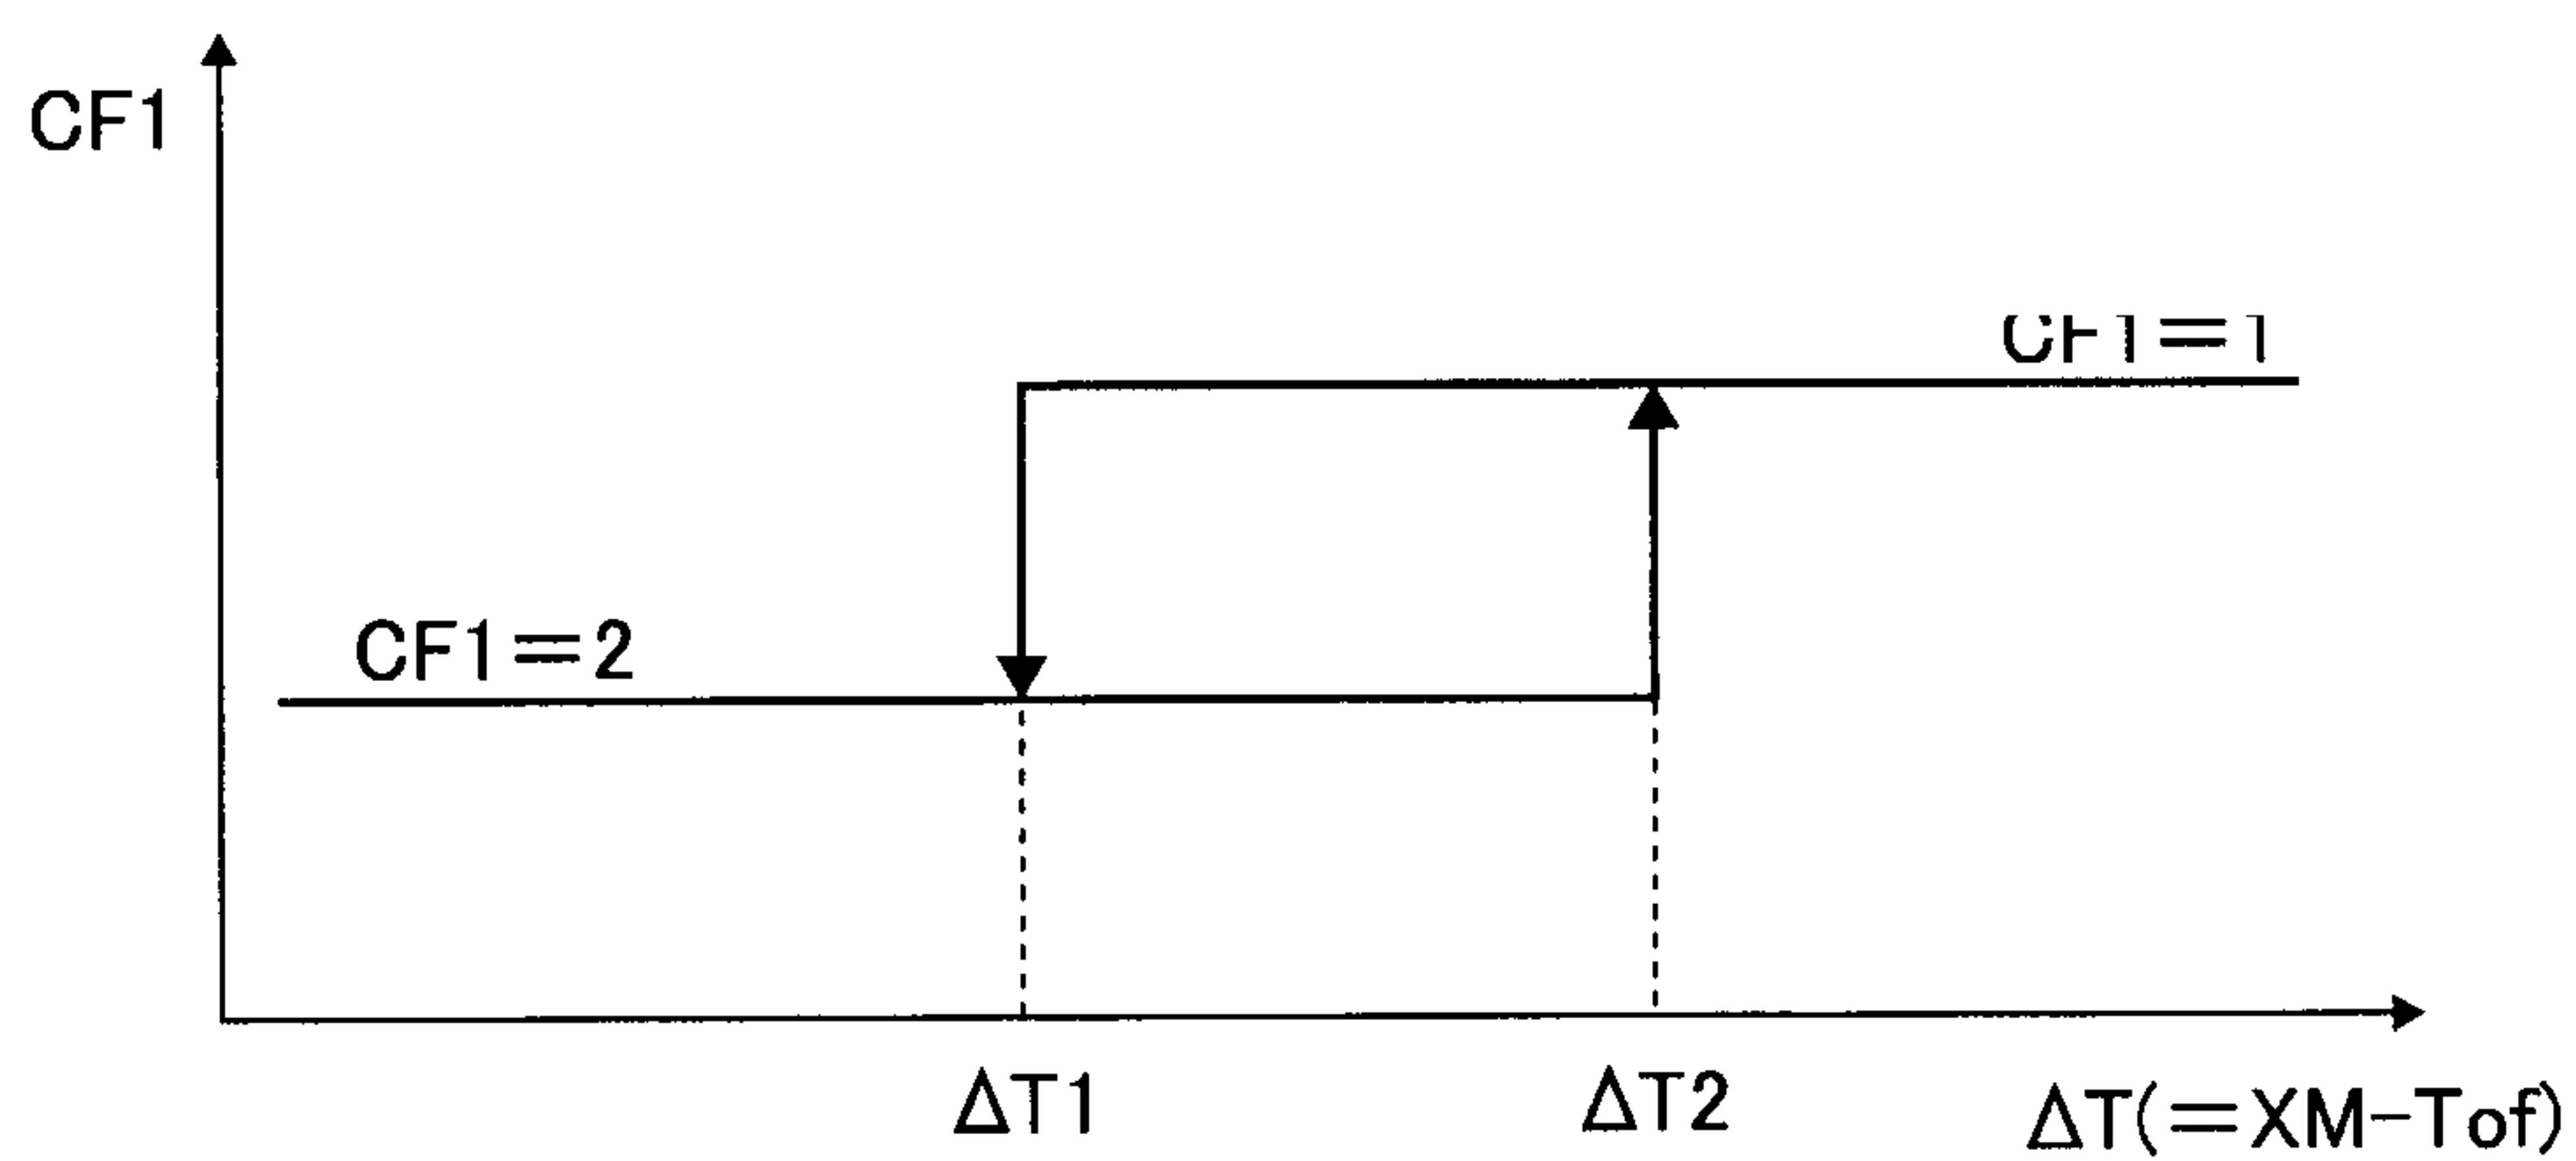 CF1
CF1=1
CF1=2
ΔT1
ΔT2
ΔT(=XM-Tof)